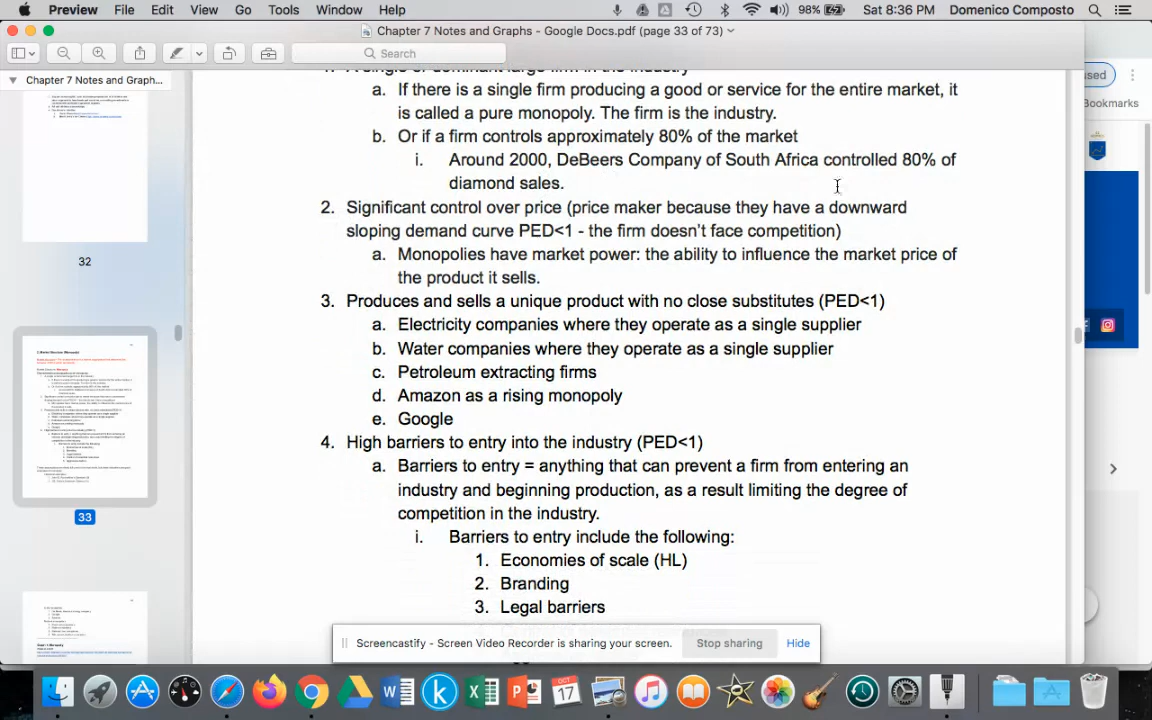 Preview File Edit View Go Tools Window Help 98% Sat 8:36 PM Domenico Composto
Chapter 7 Notes and Graphs - Google Docs.pdf (page 33 of 73)
Search
Chapter 7 Notes and Graph...
used
Bookmarks
32
33
a. If there is a single firm producing a good or service for the entire market, it
is called a pure monopoly. The firm is the industry.
b. Or if a firm controls approximately 80% of the market
i. Around 2000, DeBeers Company of South Africa controlled 80% of
diamond sales.
2. Significant control over price (price maker because they have a downward
sloping demand curve PED<1 - the firm doesn't face competition)
a. Monopolies have market power: the ability to influence the market price of
the product it sells.
3. Produces and sells a unique product with no close substitutes (PED<1)
a. Electricity companies where they operate as a single supplier
b. Water companies where they operate as a single supplier
c. Petroleum extracting firms
d. Amazon as a rising monopoly
e. Google
4. High barriers to entry into the industry (PED<1)
a. Barriers to entry = anything that can prevent a firm from entering an
industry and beginning production, as a result limiting the degree of
competition in the industry.
i. Barriers to entry include the following:
1. Economies of scale (HL)
2. Branding
3. Legal barriers
Screencastify - Screen Video Recorder is sharing your screen. Stop sharing Hide
OCT
17